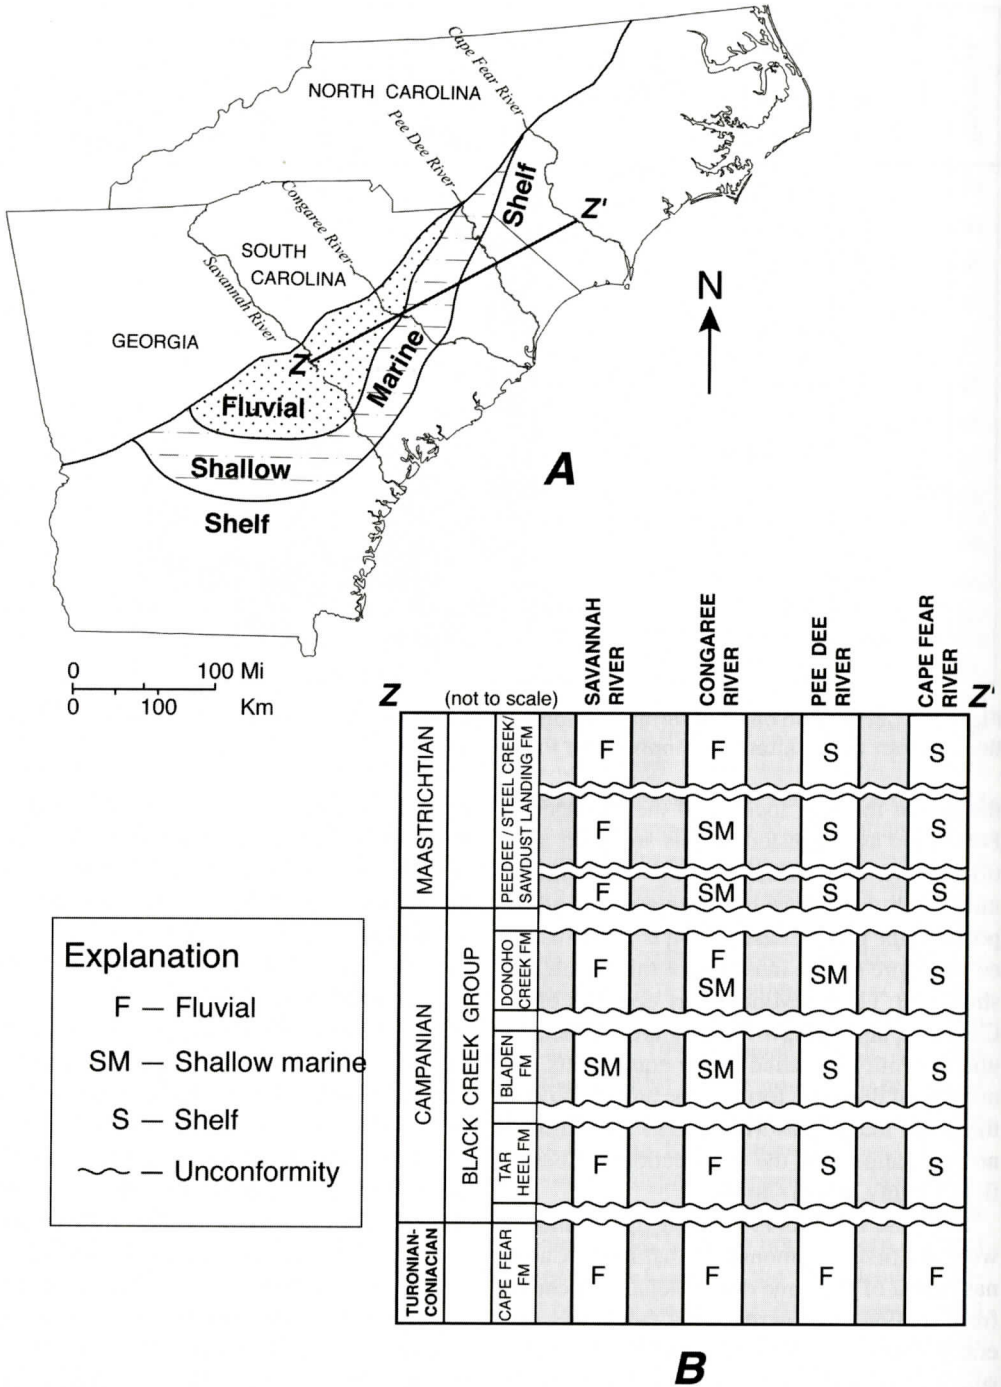 NORTH CAROLINA
Cape Fear River
Pee Dee River
Congaree River
Savannah River
SOUTH
CAROLINA
GEORGIA
Shelf
Z'
Z
N
Marine
Fluvial
Shallow
Shelf
A
0 100 Mi
0 100 Km
Z (not to scale) Z'
SAVANNAH
RIVER
CONGAREE
RIVER
PEE DEE
RIVER
CAPE FEAR
RIVER
MAASTRICHTIAN
PEEDEE / STEEL CREEK/
SAWDUST LANDING FM
F F S S
F SM S S
F SM S S
CAMPANIAN
BLACK CREEK GROUP
DONOHO
CREEK FM
F F SM S
SM
BLADEN
FM
SM SM S S
TAR
HEEL FM
F F S S
TURONIAN-
CONIACIAN
CAPE FEAR
FM
F F F F
B
Explanation
F — Fluvial
SM — Shallow marine
S — Shelf
— Unconformity